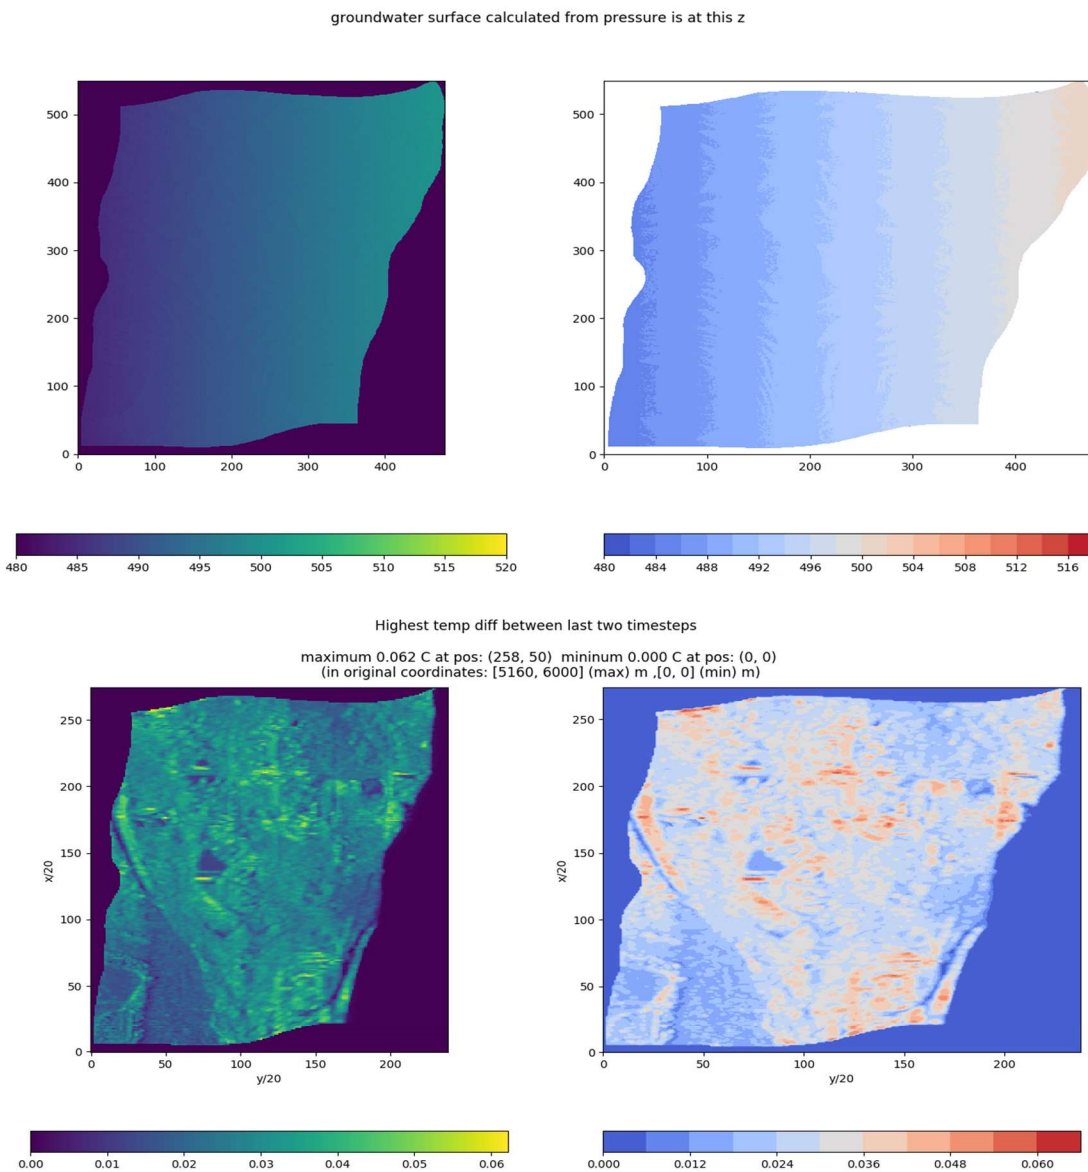 groundwater surface calculated from pressure is at this z
500
400
300
200
100
0
0 100 200 300 400
500
400
300
200
100
0
0 100 200 300 400
480 485 490 495 500 505 510 515 520
480 484 488 492 496 500 504 508 512 516
Highest temp diff between last two timesteps
maximum 0.062 C at pos: (258, 50) mininum 0.000 C at pos: (0, 0)
(in original coordinates: [5160, 6000] (max) m ,[0, 0] (min) m)
250
200
150
100
50
0
x/20
0 50 100 150 200
y/20
250
200
150
100
50
0
x/20
0 50 100 150 200
y/20
0.00 0.01 0.02 0.03 0.04 0.05 0.06
0.000 0.012 0.024 0.036 0.048 0.060